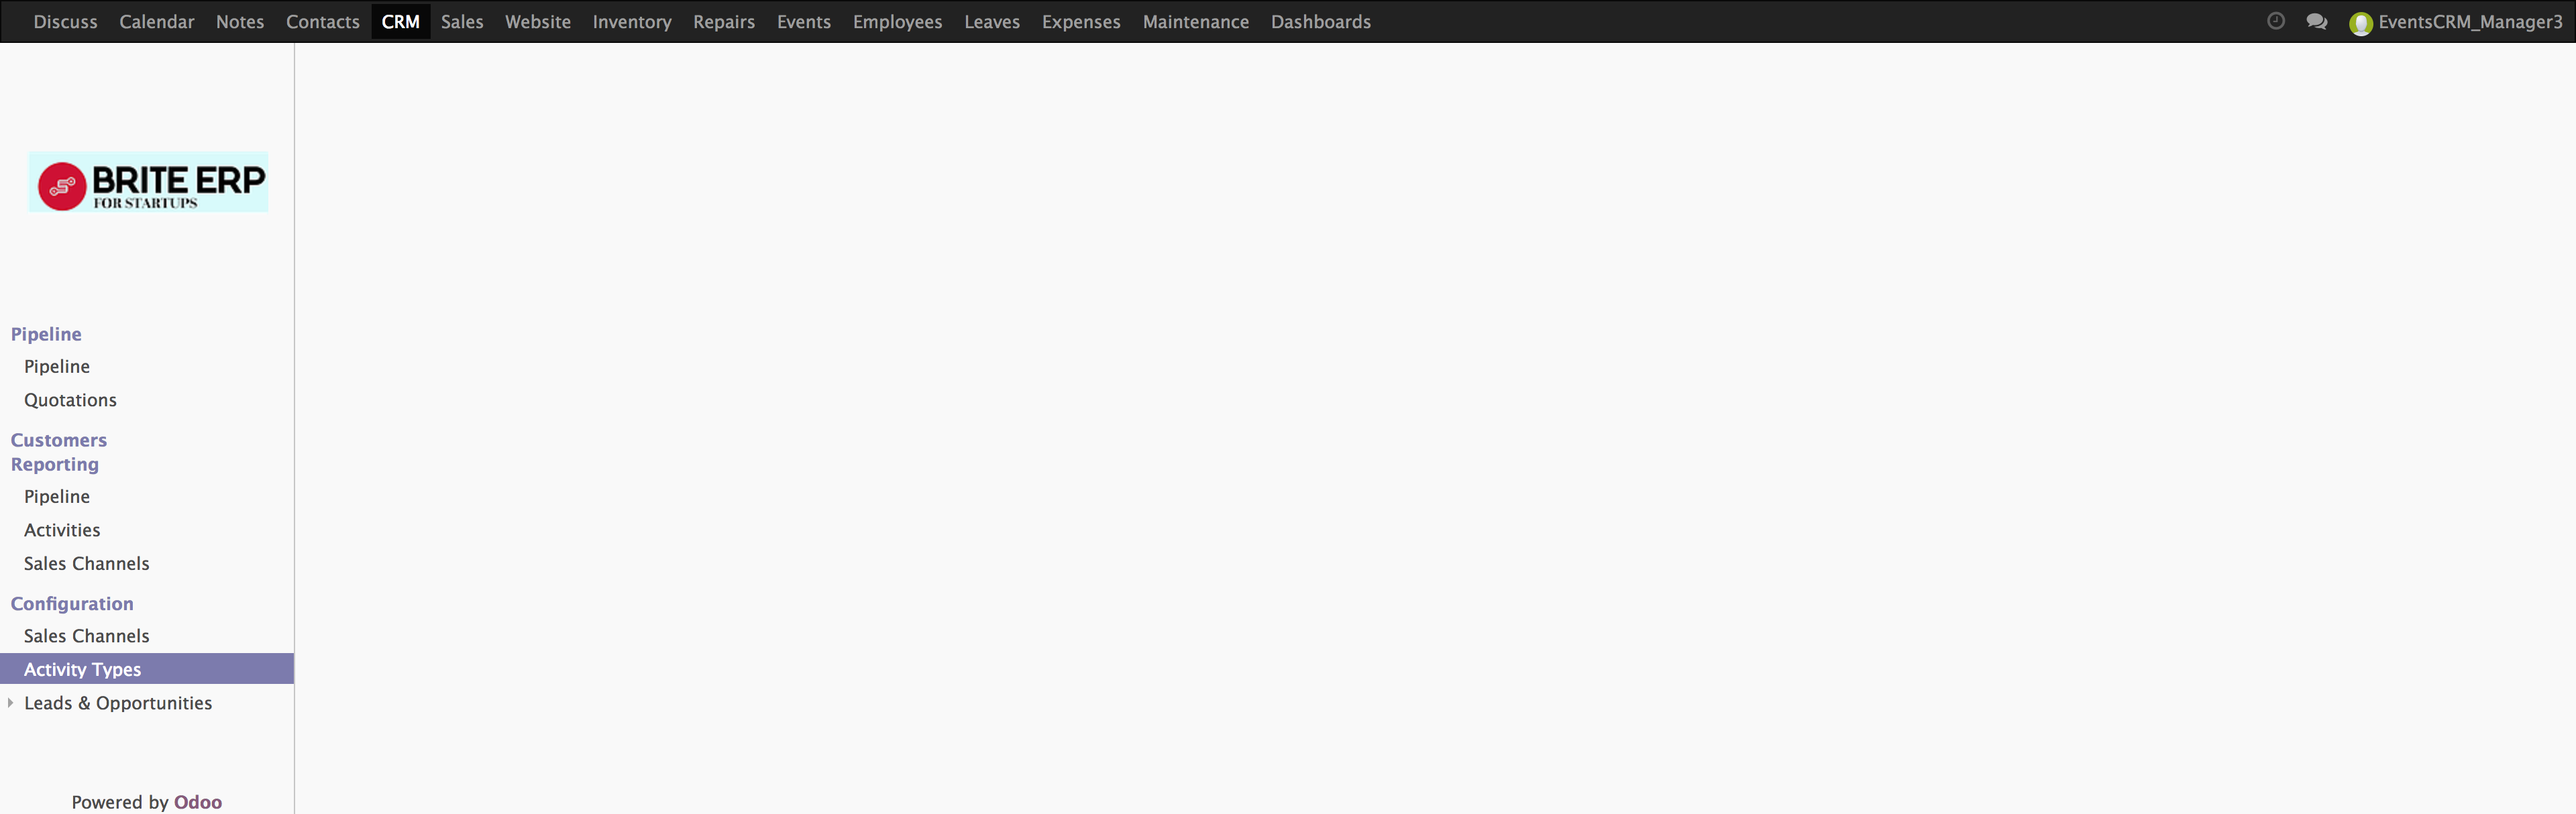 Discuss Calendar Notes Contacts CRM Sales Website Inventory Repairs Events Employees Leaves Expenses Maintenance Dashboards EventsCRM_Manager3
BRITE ERP
FOR STARTUPS
Pipeline
Pipeline
Quotations
Customers
Reporting
Pipeline
Activities
Sales Channels
Configuration
Sales Channels
Activity Types
Leads & Opportunities
Powered by Odoo